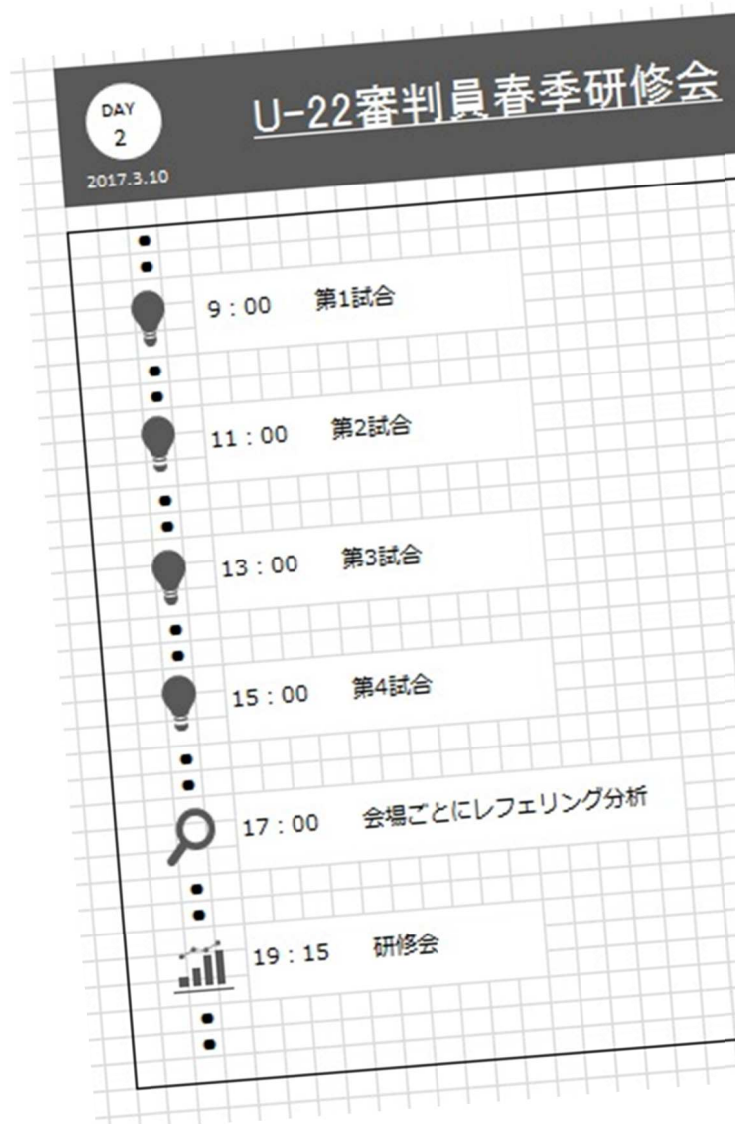 DAY
2
2017.3.10
U-22審判員春季研修会
9：00 第1試合
11：00 第2試合
13：00 第3試合
15：00 第4試合
17：00 会場ごとにレフェリング分析
19：15 研修会